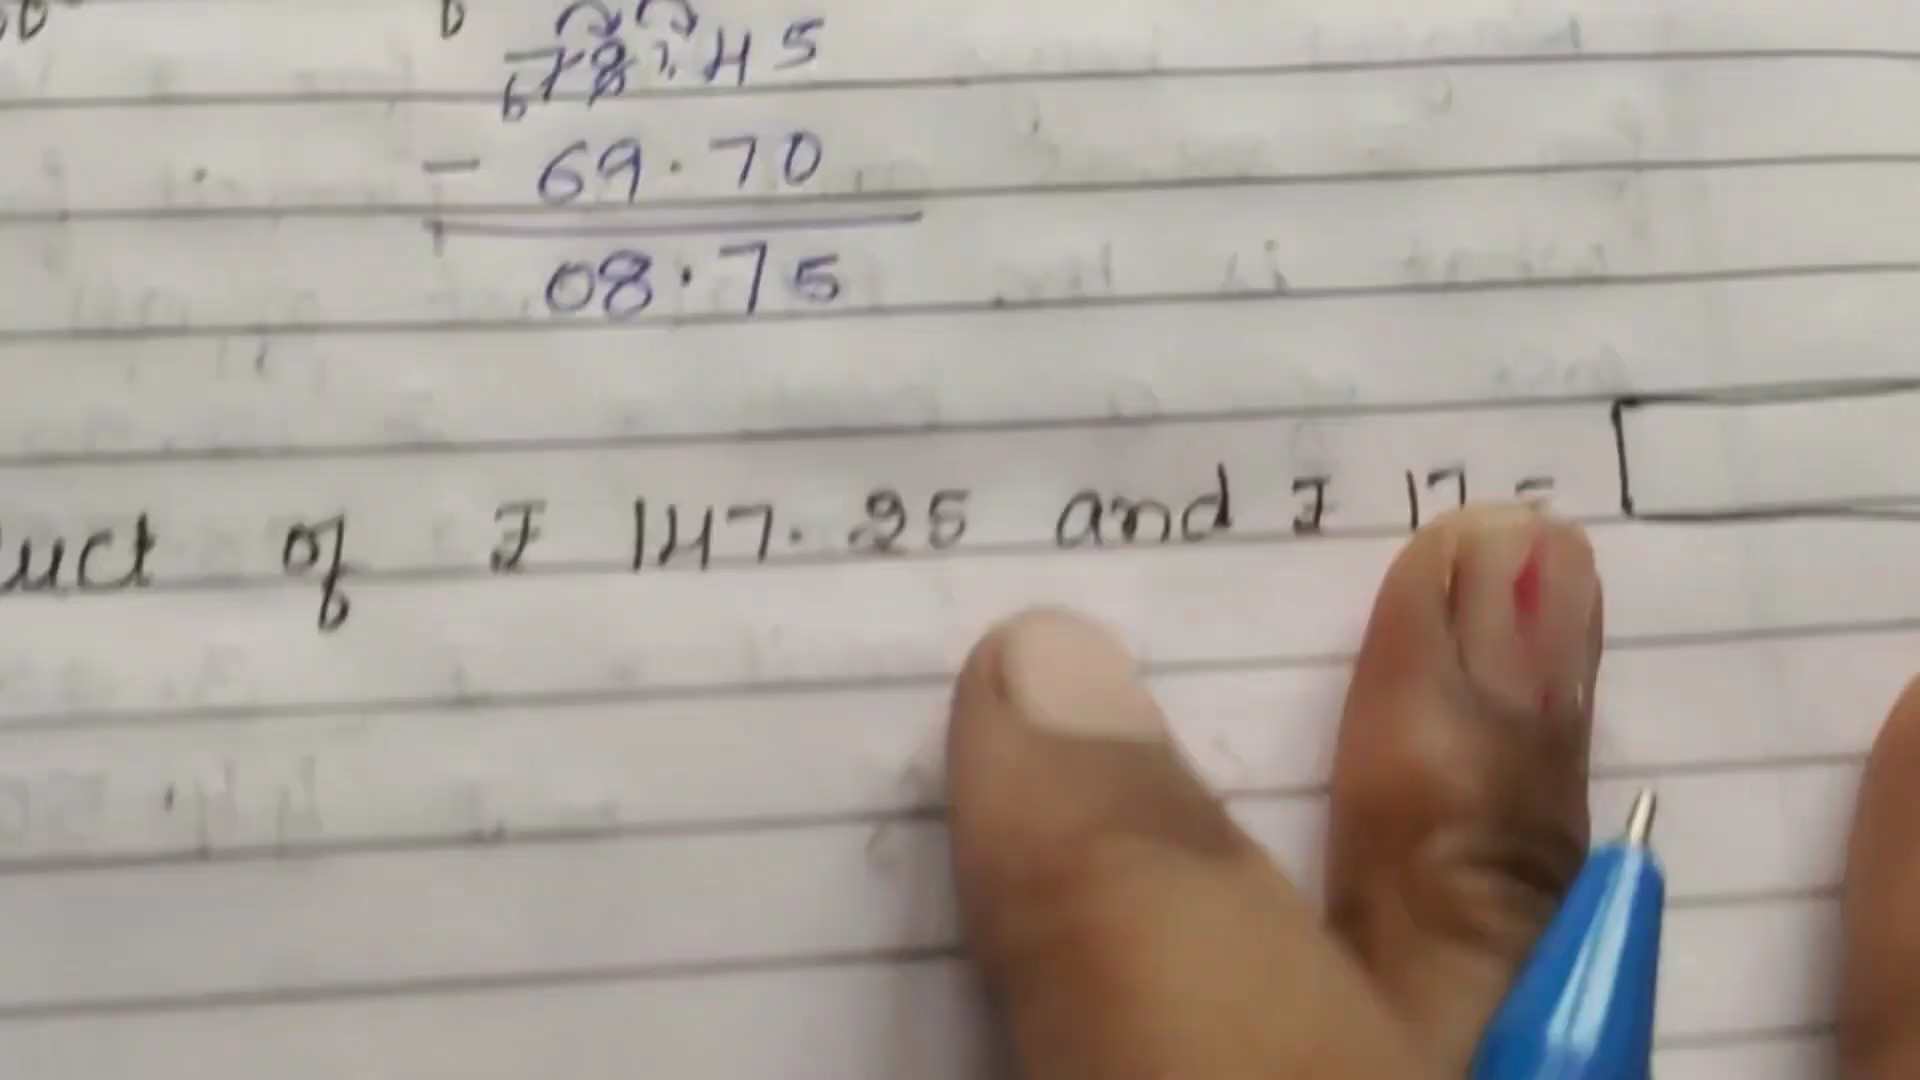 78.45
- 69.70
08.75
uct of ₹ 147.25 and ₹ 17 =